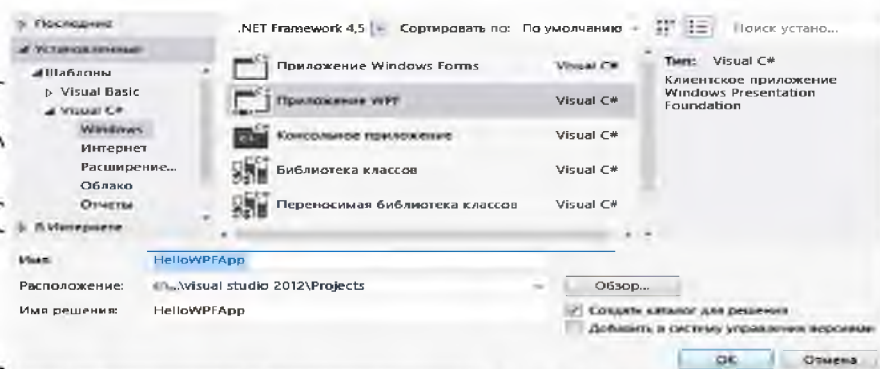 Последние
.NET Framework 4,5 Сортировать по: По умолчанию Поиск устано...
Установленные
Шаблоны
Visual Basic
Visual C#
Windows
Интернет
Расширение...
Облако
Отчеты
В Интернете
Приложение Windows Forms Visual C#
Приложение WPF Visual C#
Консольное приложение Visual C#
Библиотека классов Visual C#
Переносимая библиотека классов Visual C#
Тип: Visual C#
Клиентское приложение
Windows Presentation
Foundation
Имя: HelloWPFApp
Расположение: c:\...\visual studio 2012\Projects Обзор...
Имя решения: HelloWPFApp
Создать каталог для решения
Добавить в систему управления версиями
OK Отмена